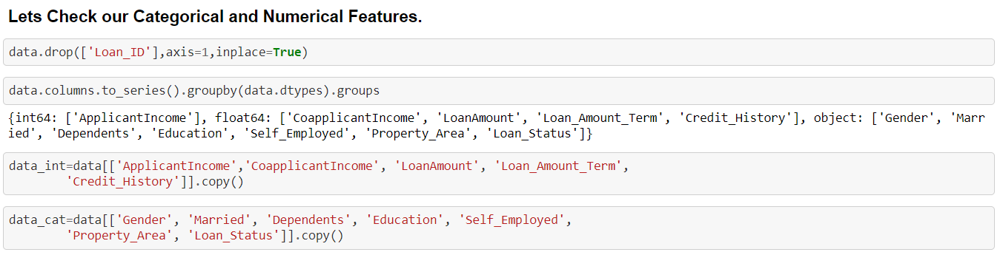 Lets Check our Categorical and Numerical Features.
data.drop(['Loan_ID'],axis=1,inplace=True)
data.columns.to_series().groupby(data.dtypes).groups
{int64: ['ApplicantIncome'], float64: ['CoapplicantIncome', 'LoanAmount', 'Loan_Amount_Term', 'Credit_History'], object: ['Gender', 'Marr
ied', 'Dependents', 'Education', 'Self_Employed', 'Property_Area', 'Loan_Status']}
data_int=data[['ApplicantIncome','CoapplicantIncome', 'LoanAmount', 'Loan_Amount_Term',
        'Credit_History']].copy()
data_cat=data[['Gender', 'Married', 'Dependents', 'Education', 'Self_Employed',
        'Property_Area', 'Loan_Status']].copy()